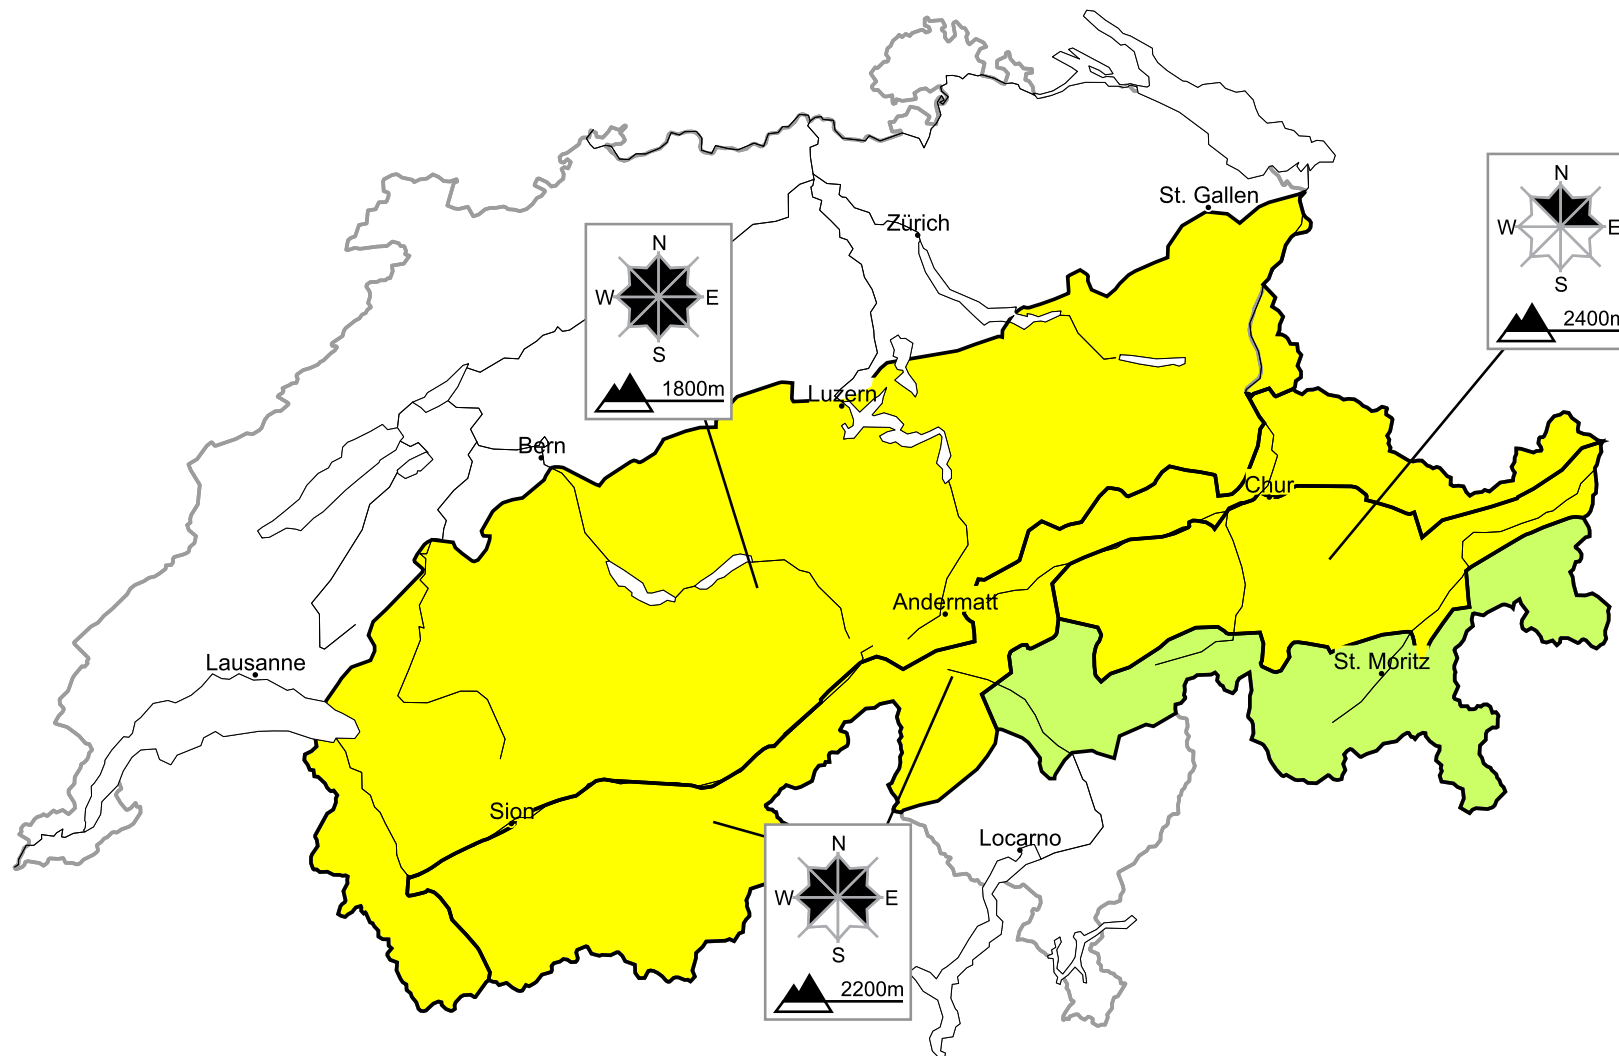 St. Gallen
Zürich
N
W E
S
2400m
N
W E
S
1800m
Luzern
Bern
Chur
Andermatt
Lausanne
St. Moritz
Sion
Locarno
N
W E
S
2200m